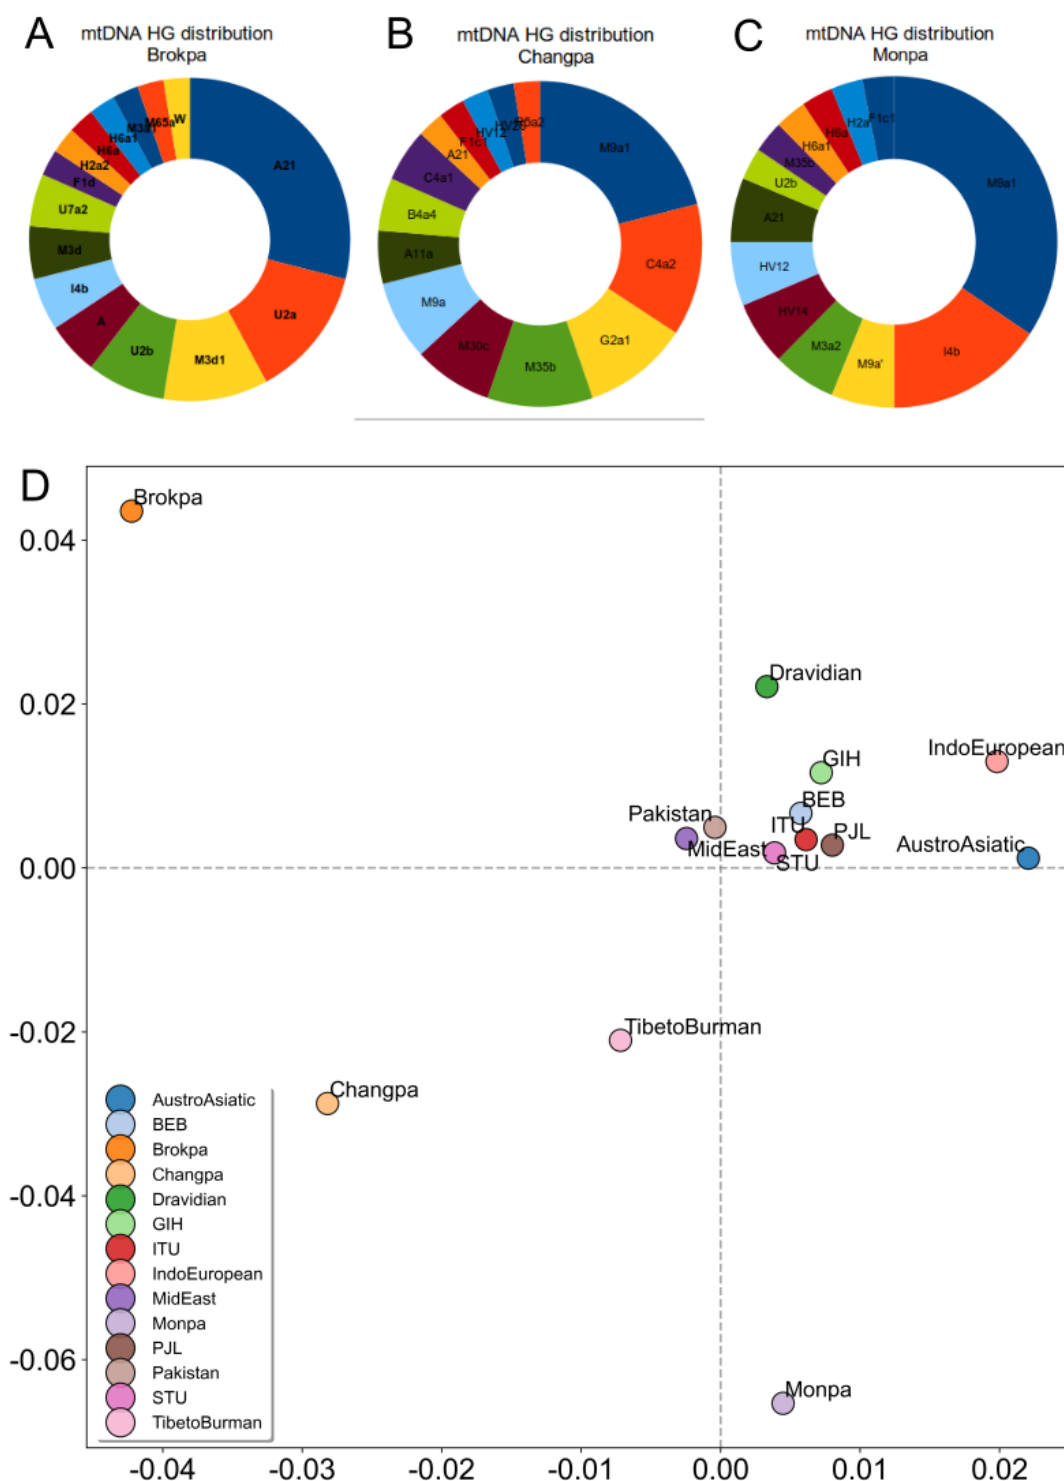 A
mtDNA HG distribution
Brokpa
A21
U2a
M3d1
U2b
A
I4b
M3d
U7a2
F1d
H2a2
H6a
H6a1
M3a1
M65a
W
B
mtDNA HG distribution
Changpa
M9a1
C4a2
G2a1
M35b
M30c
M9a
A11a
B4a4
C4a1
A21
F1c1
HV12
R5a2
C
mtDNA HG distribution
Monpa
M9a1
I4b
M9a'
M3a2
HV14
HV12
A21
U2b
M35b
H6a1
H6a
H2a
F1c1
D
0.04
0.02
0.00
-0.02
-0.04
-0.06
Brokpa
Dravidian
IndoEuropean
GIH
BEB
Pakistan
ITU
PJL
MidEast
STU
AustroAsiatic
TibetoBurman
Changpa
Monpa
AustroAsiatic
BEB
Brokpa
Changpa
Dravidian
GIH
ITU
IndoEuropean
MidEast
Monpa
PJL
Pakistan
STU
TibetoBurman
-0.04 -0.03 -0.02 -0.01 0.00 0.01 0.02